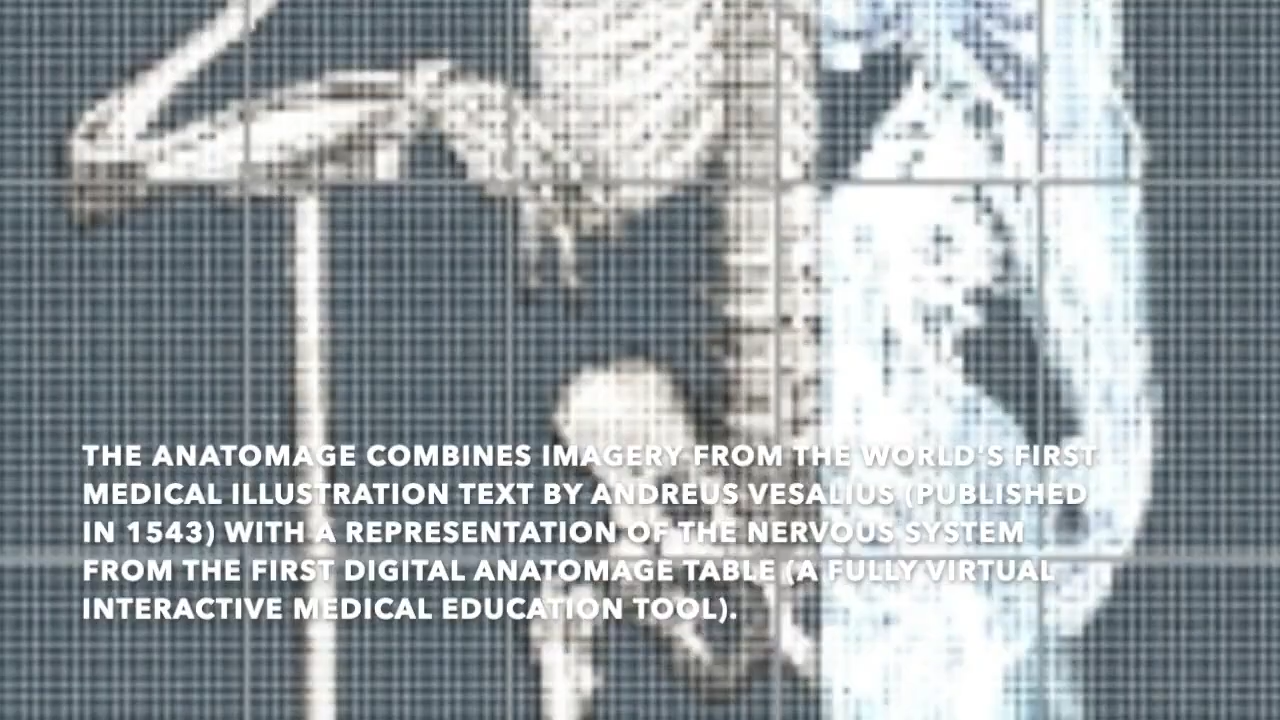 THE ANATOMAGE COMBINES IMAGERY FROM THE WORLD'S FIRST
MEDICAL ILLUSTRATION TEXT BY ANDREUS VESALIUS (PUBLISHED
IN 1543) WITH A REPRESENTATION OF THE NERVOUS SYSTEM
FROM THE FIRST DIGITAL ANATOMAGE TABLE (A FULLY VIRTUAL
INTERACTIVE MEDICAL EDUCATION TOOL).